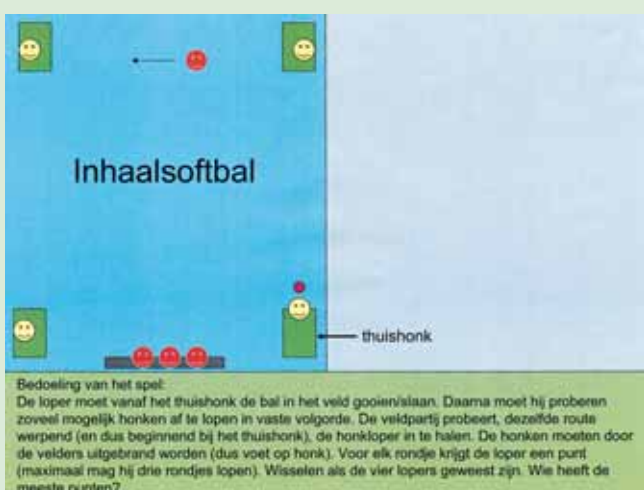 Inhaalsoftbal
thuishonk
Bedoeling van het spel:
De loper moet vanaf het thuishonk de bal in het veld gooien/slaan. Daarna moet hij proberen
zoveel mogelijk honken af te lopen in vaste volgorde. De veldpartij probeert, dezelfde route
werpend (en dus beginnend bij het thuishonk), de honkloper in te halen. De honken moeten door
de velders uitgebrand worden (dus voet op honk). Voor elk rondje krijgt de loper een punt
(maximaal mag hij drie rondjes lopen). Wisselen als de vier lopers geweest zijn. Wie heeft de
meeste punten?